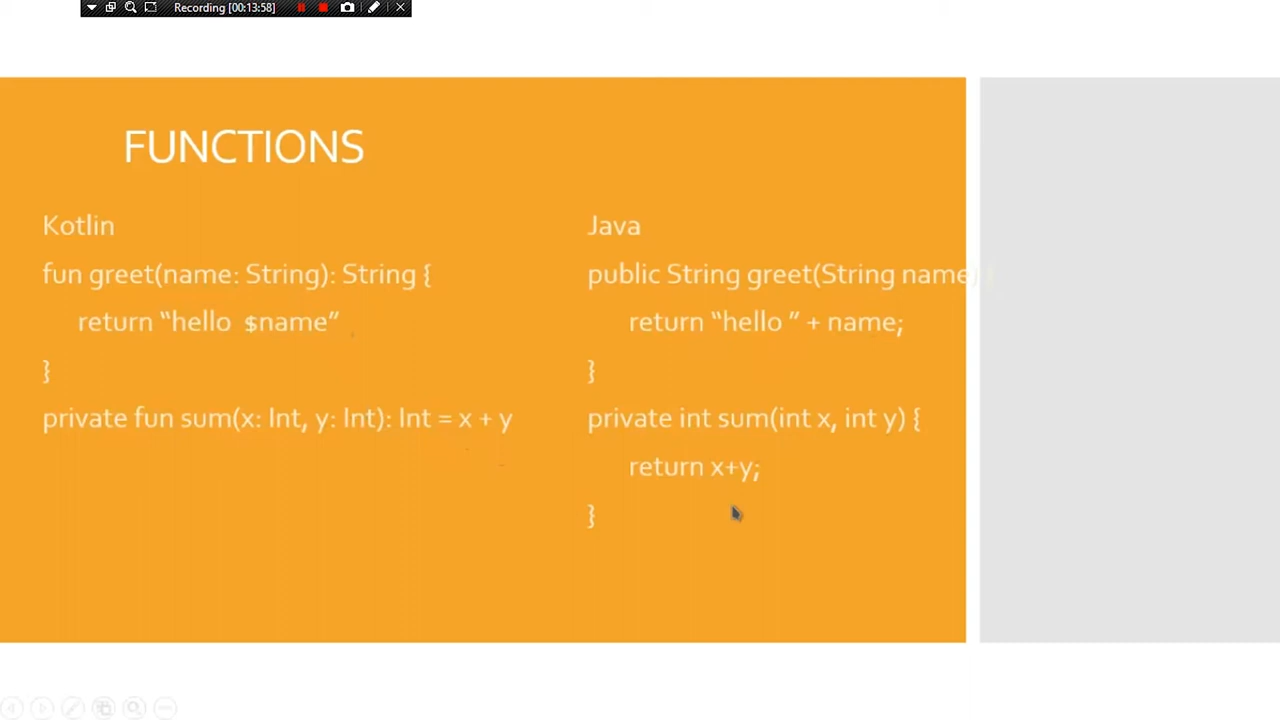 Recording [00:13:58]
FUNCTIONS
Kotlin
fun greet(name: String): String {
return “hello  $name”
}
private fun sum(x: Int, y: Int): Int = x + y
Java
public String greet(String name) {
return “hello ” + name;
}
private int sum(int x, int y) {
return x+y;
}